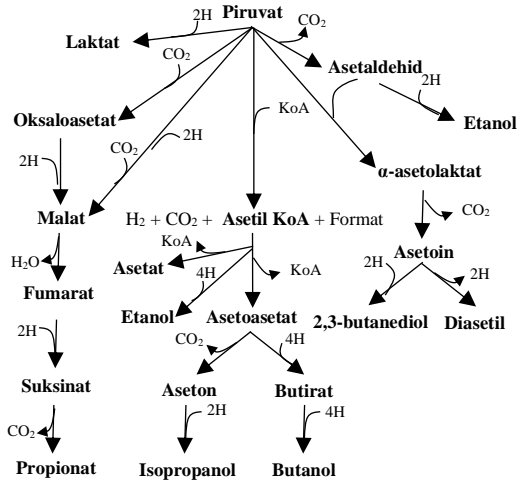 Piruvat
2H CO₂
Laktat
CO₂
Asetaldehid
2H
KoA
Oksaloasetat
Etanol
2H CO₂ 2H
α-asetolaktat
Malat
H₂ + CO₂ + Asetil KoA + Format
CO₂
KoA
H₂O
Asetat
4H
KoA
Asetoin
2H 2H
Fumarat
Etanol
Asetoasetat
2,3-butanediol
Diasetil
2H
CO₂ 4H
Suksinat
Aseton
Butirat
CO₂
2H
4H
Propionat
Isopropanol
Butanol